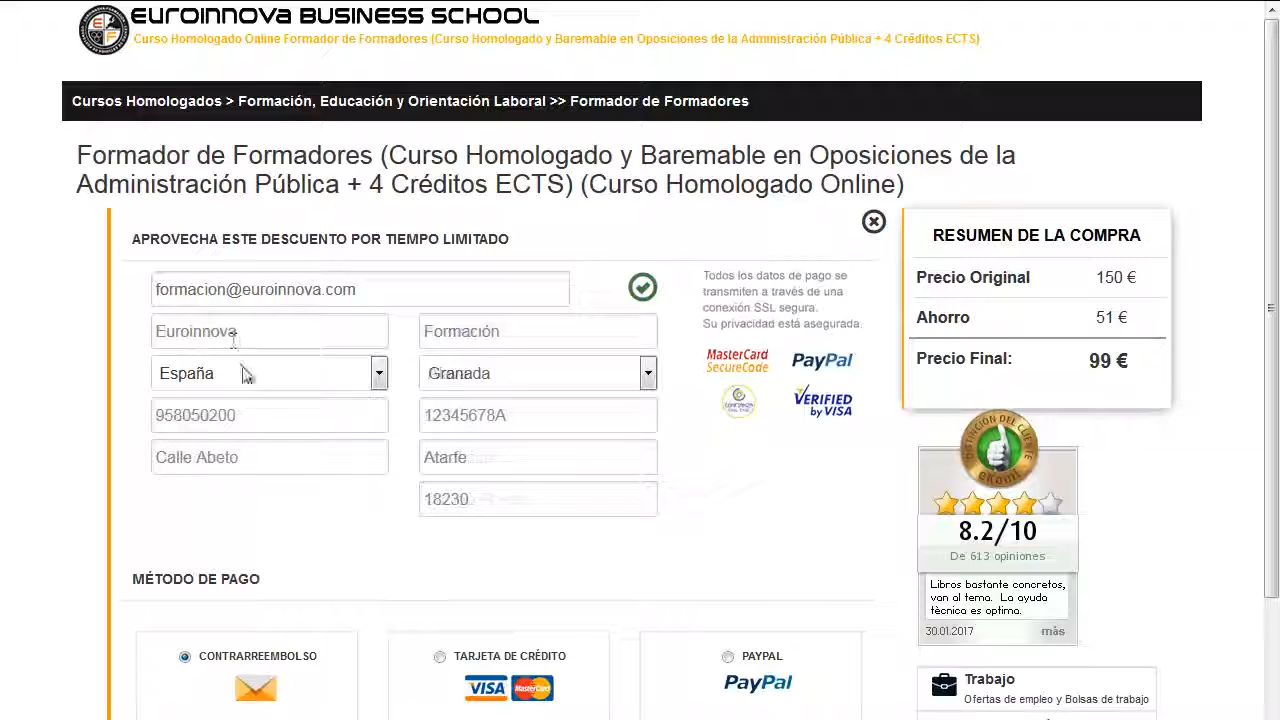 EUROINNOVA BUSINESS SCHOOL
Curso Homologado Online Formador de Formadores (Curso Homologado y Baremable en Oposiciones de la Administración Pública + 4 Créditos ECTS)
Cursos Homologados > Formación, Educación y Orientación Laboral >> Formador de Formadores
Formador de Formadores (Curso Homologado y Baremable en Oposiciones de la
Administración Pública + 4 Créditos ECTS) (Curso Homologado Online)
APROVECHA ESTE DESCUENTO POR TIEMPO LIMITADO
formacion@euroinnova.com
Euroinnova
Formación
España
Granada
958050200
12345678A
Calle Abeto
Atarfe
18230
Todos los datos de pago se
transmiten a través de una
conexión SSL segura.
Su privacidad está asegurada.
MasterCard
SecureCode
PayPal
VERIFIED
by VISA
RESUMEN DE LA COMPRA
Precio Original 150 €
Ahorro 51 €
Precio Final: 99 €
DISTINCIÓN DEL CLIENTE
eKomi
8.2/10
De 613 opiniones
Libros bastante concretos,
van al tema. La ayuda
tècnica es optima.
30.01.2017 más
Trabajo
Ofertas de empleo y Bolsas de trabajo
MÉTODO DE PAGO
CONTRARREEMBOLSO
TARJETA DE CRÉDITO
VISA MasterCard
PAYPAL
PayPal